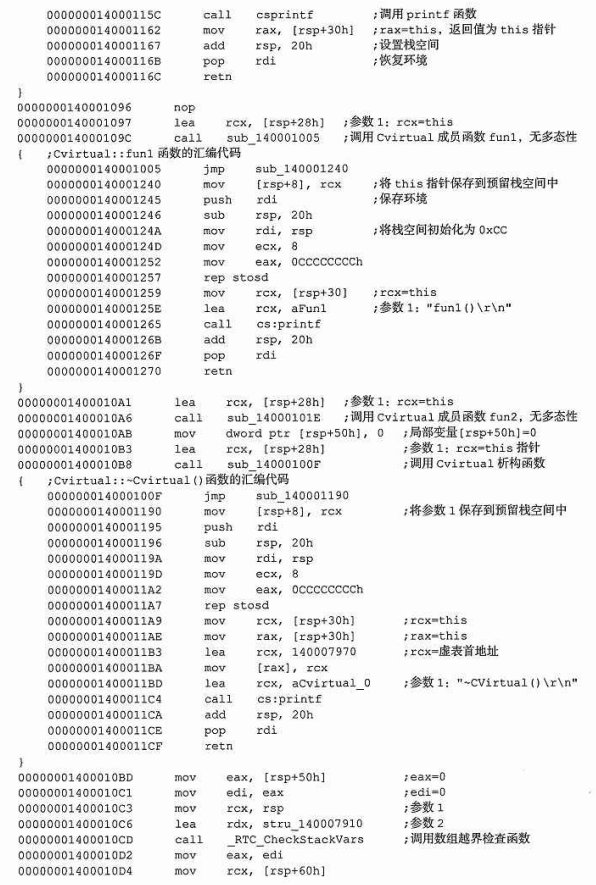 000000014000115C call csprintf ;调用 printf 函数
0000000140001162 mov rax, [rsp+30h] ;rax=this，返回值为 this 指针
0000000140001167 add rsp, 20h ;设置栈空间
000000014000116B pop rdi ;恢复环境
000000014000116C retn
}
0000000140001096 nop
0000000140001097 lea rcx, [rsp+28h] ;参数 1：rcx=this
000000014000109C call sub_140001005 ;调用 Cvirtual 成员函数 fun1，无多态性
{ ;Cvirtual::fun1 函数的汇编代码
0000000140001005 jmp sub_140001240
0000000140001240 mov [rsp+8], rcx ;将 this 指针保存到预留栈空间中
0000000140001245 push rdi ;保存环境
0000000140001246 sub rsp, 20h
000000014000124A mov rdi, rsp ;将栈空间初始化为 0xCC
000000014000124D mov ecx, 8
0000000140001252 mov eax, 0CCCCCCCCh
0000000140001257 rep stosd
0000000140001259 mov rcx, [rsp+30] ;rcx=this
000000014000125E lea rcx, aFun1 ;参数 1："fun1()\r\n"
0000000140001265 call cs:printf
000000014000126B add rsp, 20h
000000014000126F pop rdi
0000000140001270 retn
}
00000001400010A1 lea rcx, [rsp+28h] ;参数 1：rcx=this
00000001400010A6 call sub_14000101E ;调用 Cvirtual 成员函数 fun2，无多态性
00000001400010AB mov dword ptr [rsp+50h], 0 ;局部变量[rsp+50h]=0
00000001400010B3 lea rcx, [rsp+28h] ;参数 1：rcx=this 指针
00000001400010B8 call sub_14000100F ;调用 Cvirtual 析构函数
{ ;Cvirtual::~Cvirtual()函数的汇编代码
000000014000100F jmp sub_140001190
0000000140001190 mov [rsp+8], rcx ;将参数 1 保存到预留栈空间中
0000000140001195 push rdi
0000000140001196 sub rsp, 20h
000000014000119A mov rdi, rsp
000000014000119D mov ecx, 8
00000001400011A2 mov eax, 0CCCCCCCCh
00000001400011A7 rep stosd
00000001400011A9 mov rcx, [rsp+30h] ;rcx=this
00000001400011AE mov rax, [rsp+30h] ;rax=this
00000001400011B3 lea rcx, 140007970 ;rcx=虚表首地址
00000001400011BA mov [rax], rcx
00000001400011BD lea rcx, aCvirtual_0 ;参数 1："~CVirtual()\r\n"
00000001400011C4 call cs:printf
00000001400011CA add rsp, 20h
00000001400011CE pop rdi
00000001400011CF retn
}
00000001400010BD mov eax, [rsp+50h] ;eax=0
00000001400010C1 mov edi, eax ;edi=0
00000001400010C3 mov rcx, rsp ;参数 1
00000001400010C6 lea rdx, stru_140007910 ;参数 2
00000001400010CD call _RTC_CheckStackVars ;调用数组越界检查函数
00000001400010D2 mov eax, edi
00000001400010D4 mov rcx, [rsp+60h]